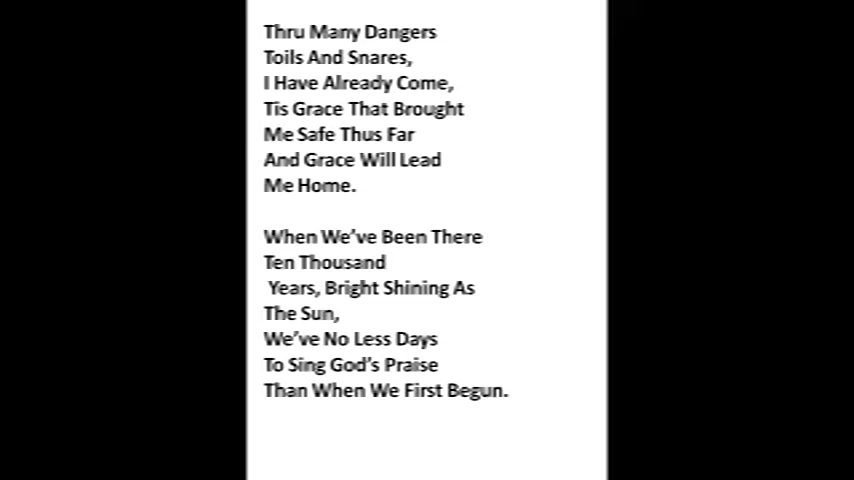 Thru Many Dangers
Toils And Snares,
I Have Already Come,
Tis Grace That Brought
Me Safe Thus Far
And Grace Will Lead
Me Home.
When We've Been There
Ten Thousand
Years, Bright Shining As
The Sun,
We've No Less Days
To Sing God's Praise
Than When We First Begun.